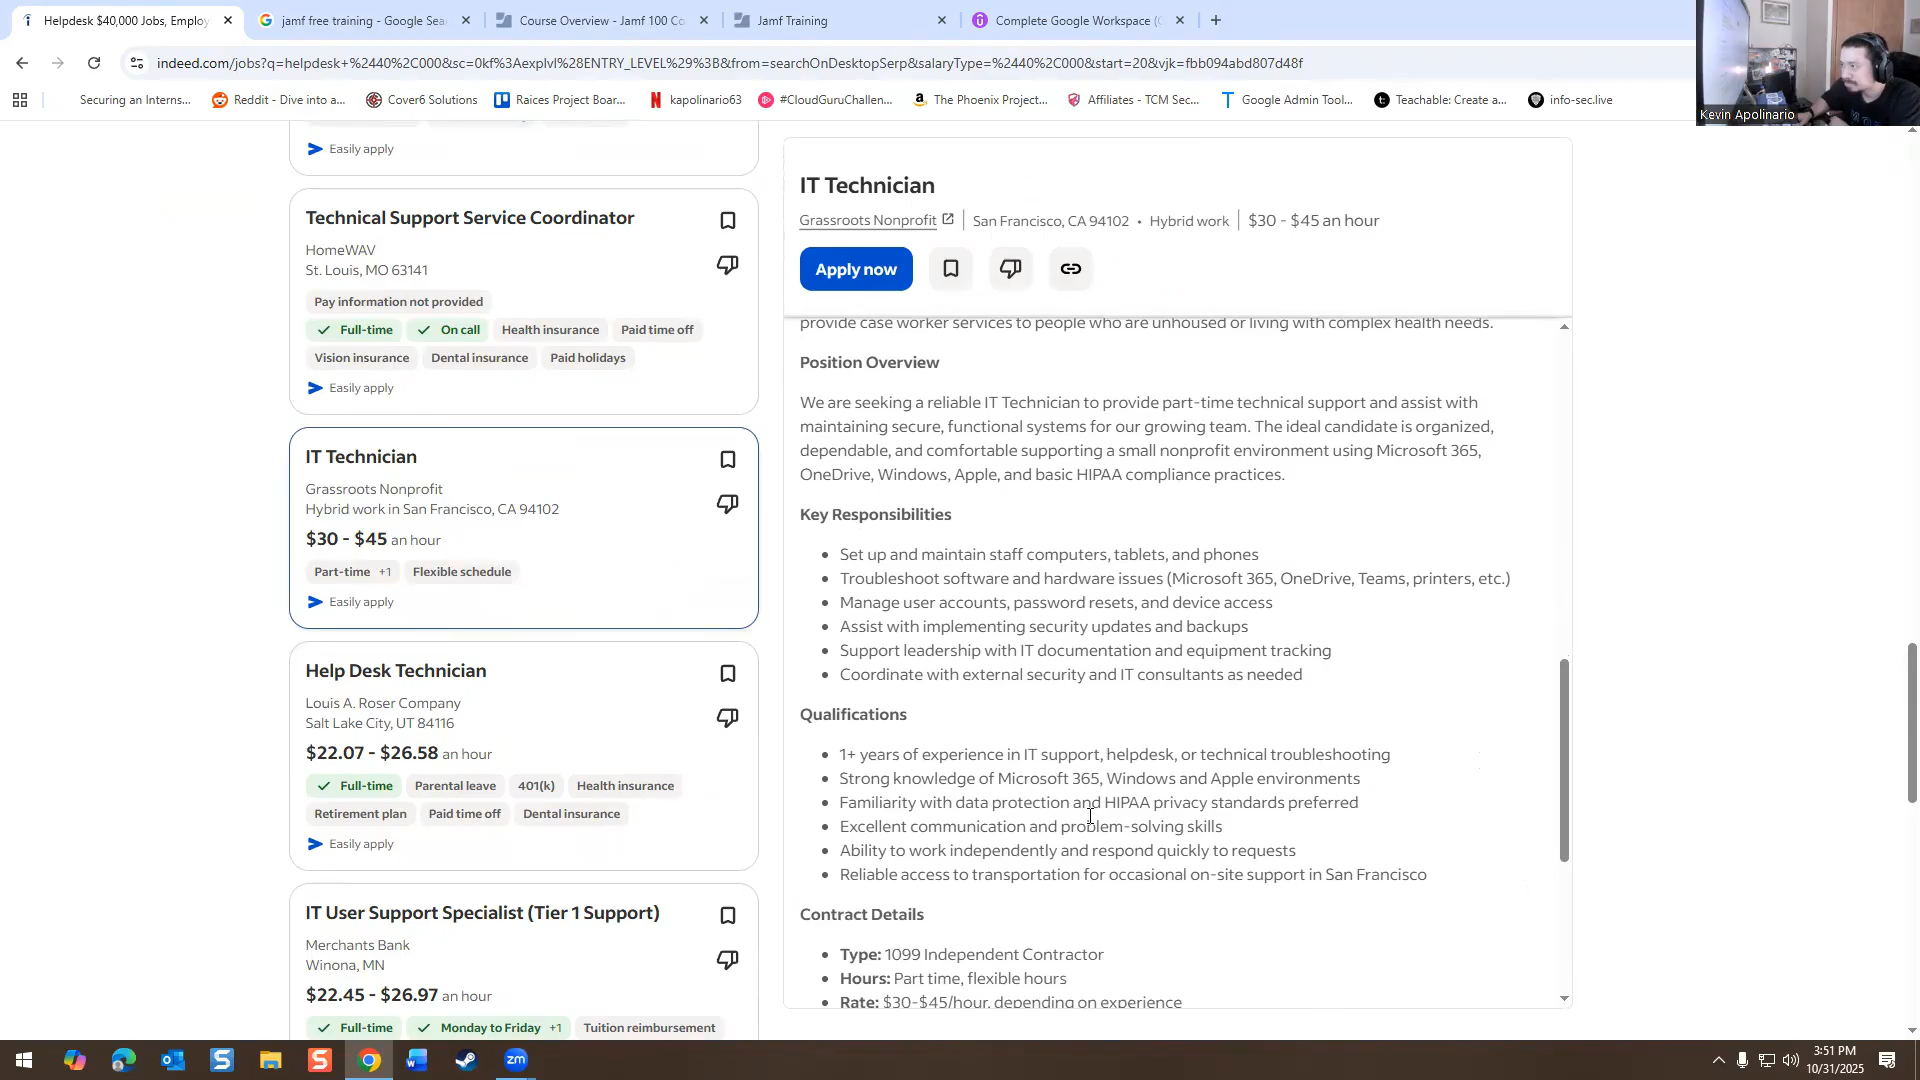 Helpdesk $40,000 Jobs, Employ
jamf free training - Google Sea
Course Overview - Jamf 100 Co
Jamf Training
Complete Google Workspace (G
indeed.com/jobs?q=helpdesk+%2440%2C000&sc=0kf%3Aexplvl%28ENTRY_LEVEL%29%3B&from=searchOnDesktopSerp&salaryType=%2440%2C000&start=20&vjk=fbb094abd807d48f
Securing an Interns...
Reddit - Dive into a...
Cover6 Solutions
Raices Project Boar...
kapolinario63
#CloudGuruChallen...
The Phoenix Project...
Affiliates - TCM Sec...
Google Admin Tool...
Teachable: Create a...
info-sec.live
Kevin Apolinario
Easily apply
Technical Support Service Coordinator
HomeWAV
St. Louis, MO 63141
Pay information not provided
Full-time
On call
Health insurance
Paid time off
Vision insurance
Dental insurance
Paid holidays
Easily apply
IT Technician
Grassroots Nonprofit
Hybrid work in San Francisco, CA 94102
$30 - $45 an hour
Part-time +1
Flexible schedule
Easily apply
Help Desk Technician
Louis A. Roser Company
Salt Lake City, UT 84116
$22.07 - $26.58 an hour
Full-time
Parental leave
401(k)
Health insurance
Retirement plan
Paid time off
Dental insurance
Easily apply
IT User Support Specialist (Tier 1 Support)
Merchants Bank
Winona, MN
$22.45 - $26.97 an hour
Full-time
Monday to Friday +1
Tuition reimbursement
IT Technician
Grassroots Nonprofit
San Francisco, CA 94102 • Hybrid work
$30 - $45 an hour
Apply now
provide case worker services to people who are unhoused or living with complex health needs.
Position Overview
We are seeking a reliable IT Technician to provide part-time technical support and assist with
maintaining secure, functional systems for our growing team. The ideal candidate is organized,
dependable, and comfortable supporting a small nonprofit environment using Microsoft 365,
OneDrive, Windows, Apple, and basic HIPAA compliance practices.
Key Responsibilities
• Set up and maintain staff computers, tablets, and phones
• Troubleshoot software and hardware issues (Microsoft 365, OneDrive, Teams, printers, etc.)
• Manage user accounts, password resets, and device access
• Assist with implementing security updates and backups
• Support leadership with IT documentation and equipment tracking
• Coordinate with external security and IT consultants as needed
Qualifications
• 1+ years of experience in IT support, helpdesk, or technical troubleshooting
• Strong knowledge of Microsoft 365, Windows and Apple environments
• Familiarity with data protection and HIPAA privacy standards preferred
• Excellent communication and problem-solving skills
• Ability to work independently and respond quickly to requests
• Reliable access to transportation for occasional on-site support in San Francisco
Contract Details
• Type: 1099 Independent Contractor
• Hours: Part time, flexible hours
• Rate: $30-$45/hour, depending on experience
zm
3:51 PM
10/31/2025